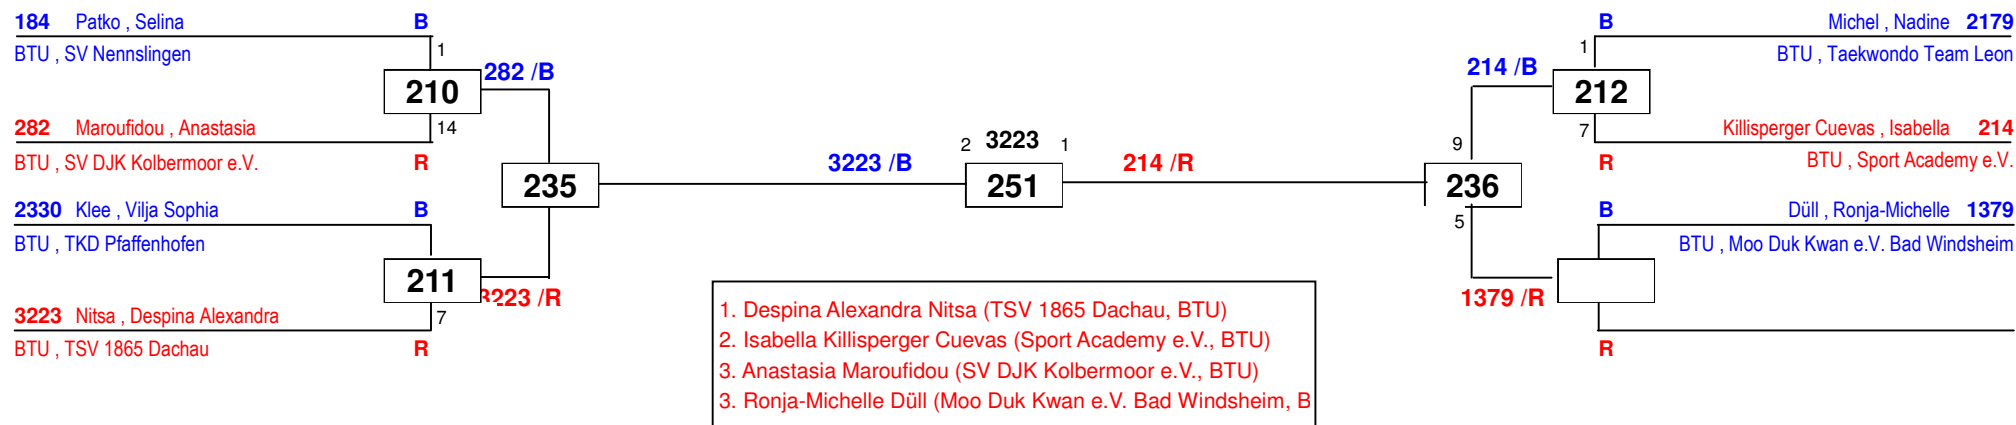 184 Patko , Selina B
BTU , SV Nennslingen
1
210
282 /B
14
282 Maroufidou , Anastasia
BTU , SV DJK Kolbermoor e.V. R
235
2330 Klee , Vilja Sophia B
BTU , TKD Pfaffenhofen
211
3223 /R
7
3223 Nitsa , Despina Alexandra
BTU , TSV 1865 Dachau R
3223 /B
2 3223 1
251
214 /R
B Michel , Nadine 2179
1
BTU , Taekwondo Team Leon
214 /B
212
7
Killisperger Cuevas , Isabella 214
R BTU , Sport Academy e.V.
9
236
5
B Düll , Ronja-Michelle 1379
BTU , Moo Duk Kwan e.V. Bad Windsheim
1379 /R
R
1. Despina Alexandra Nitsa (TSV 1865 Dachau, BTU)
2. Isabella Killisperger Cuevas (Sport Academy e.V., BTU)
3. Anastasia Maroufidou (SV DJK Kolbermoor e.V., BTU)
3. Ronja-Michelle Düll (Moo Duk Kwan e.V. Bad Windsheim, B